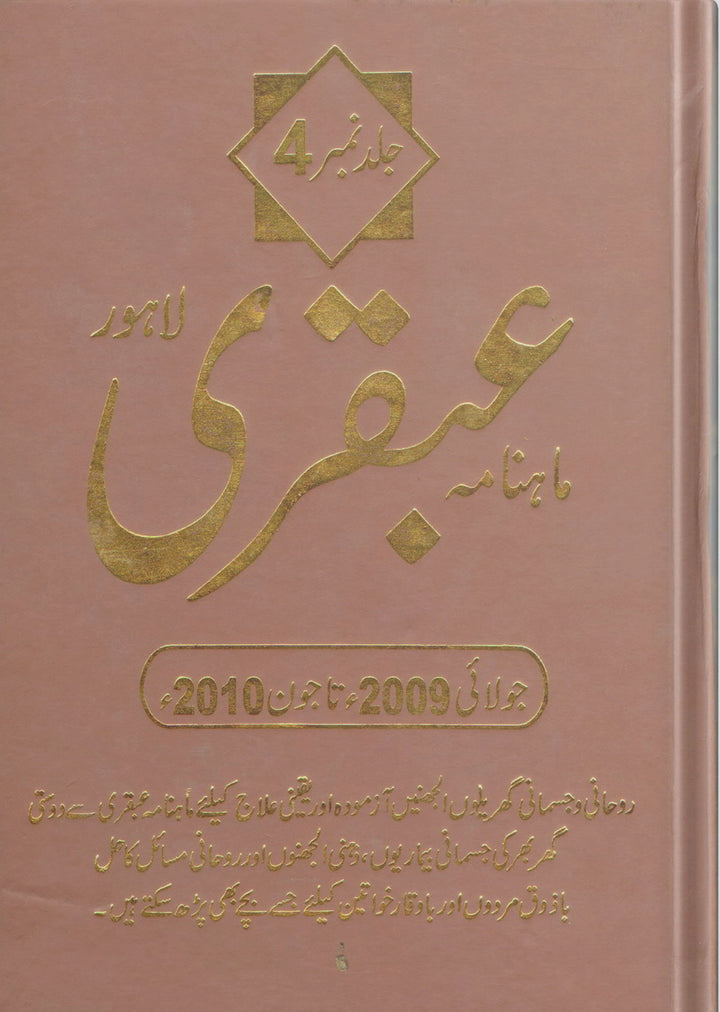 جلد نمبر 4
لاہور
عبقری
ماہنامہ
جولائی 2009ء تا جون 2010ء
روحانی و جسمانی گھریلوں الجھنیں آزمودہ اور یقینی علاج کیلئے ماہنامہ عبقری سے دوستی
گھر بھر کی جسمانی بیماریوں، ذہنی الجھنوں اور روحانی مسائل کا حل
باذوق مردوں اور باوقار خواتین کیلئے جسے بچے بھی پڑھ سکتے ہیں۔